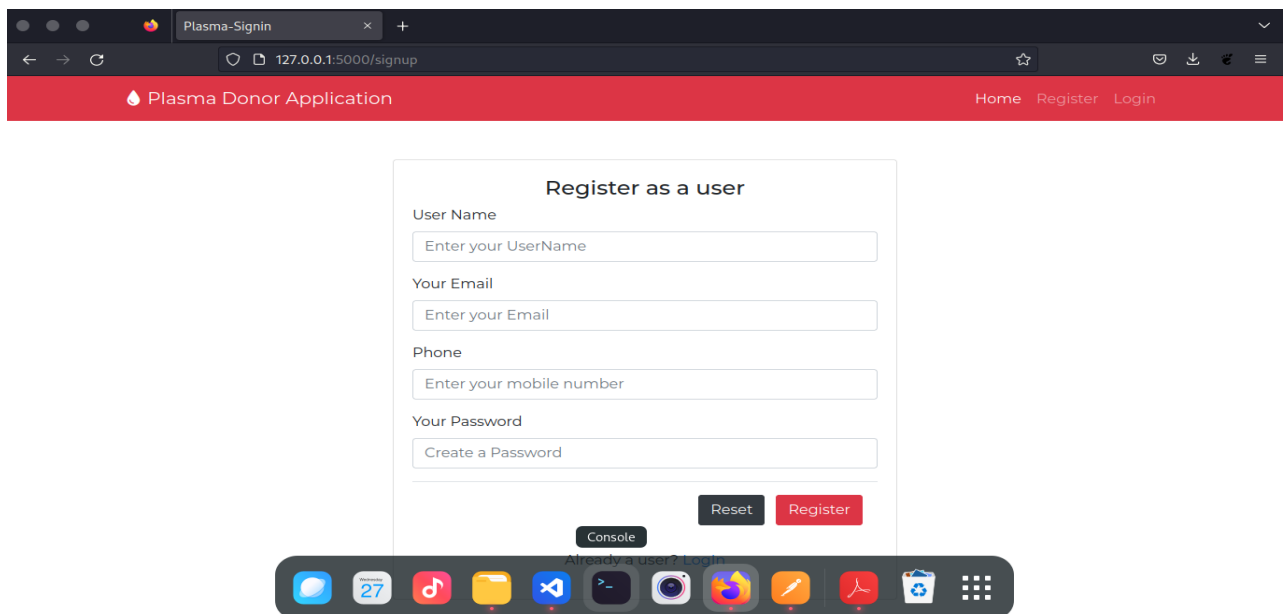 Plasma-Signin
127.0.0.1:5000/signup
Plasma Donor Application
Home Register Login
Register as a user
User Name
Enter your UserName
Your Email
Enter your Email
Phone
Enter your mobile number
Your Password
Create a Password
Reset Register
Console
Already a user? LogIn
Wednesday
27